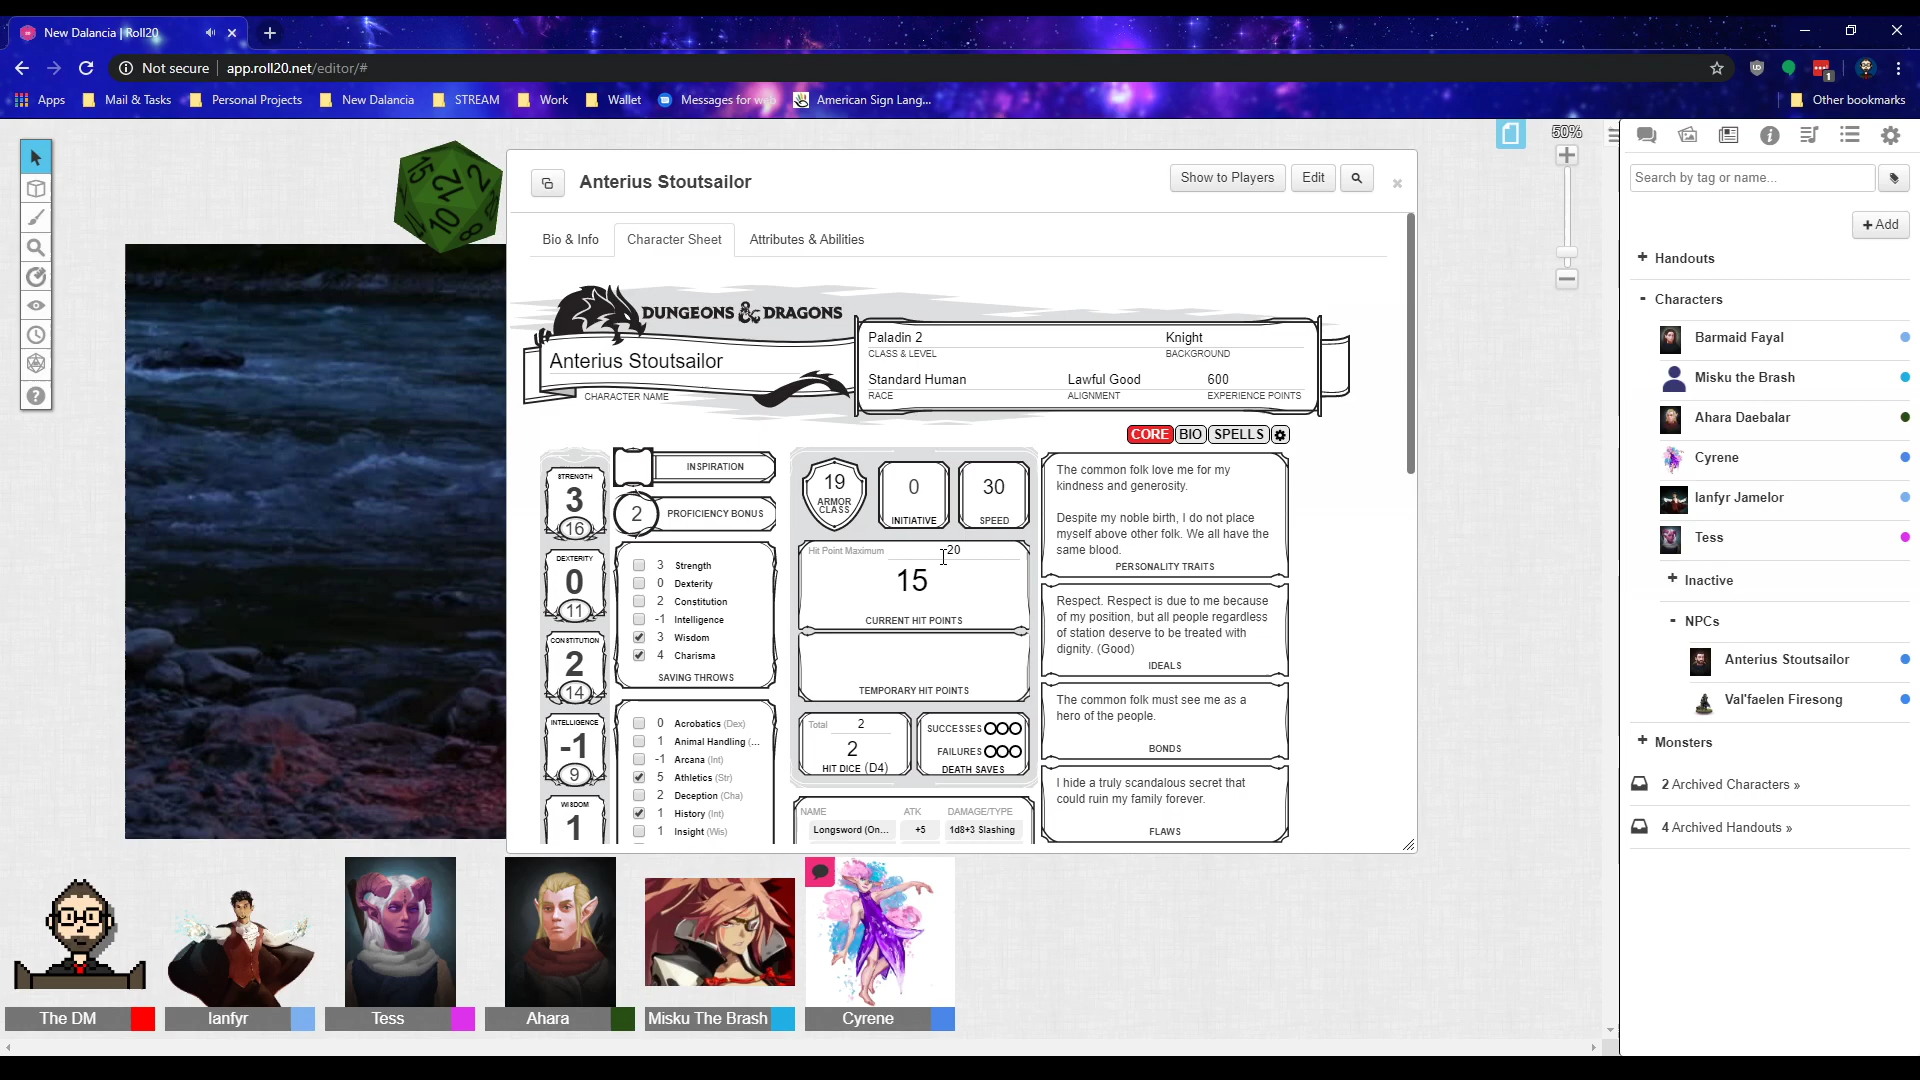 New Dalancia | Roll20
Not secure
app.roll20.net/editor/#
Apps
Mail & Tasks
Personal Projects
New Dalancia
STREAM
Work
Wallet
Messages for web
American Sign Lang...
Other bookmarks
50%
Anterius Stoutsailor
Show to Players
Edit
Bio & Info
Character Sheet
Attributes & Abilities
DUNGEONS & DRAGONS
Anterius Stoutsailor
CHARACTER NAME
Paladin 2
CLASS & LEVEL
Knight
BACKGROUND
Standard Human
RACE
Lawful Good
ALIGNMENT
600
EXPERIENCE POINTS
CORE
BIO
SPELLS
STRENGTH
3
16
DEXTERITY
0
11
CONSTITUTION
2
14
INTELLIGENCE
-1
9
WISDOM
1
INSPIRATION
2
PROFICIENCY BONUS
3 Strength
0 Dexterity
2 Constitution
-1 Intelligence
3 Wisdom
4 Charisma
SAVING THROWS
0 Acrobatics (Dex)
1 Animal Handling (...
-1 Arcana (Int)
5 Athletics (Str)
2 Deception (Cha)
1 History (Int)
1 Insight (Wis)
19
ARMOR
CLASS
0
INITIATIVE
30
SPEED
Hit Point Maximum
20
15
CURRENT HIT POINTS
TEMPORARY HIT POINTS
Total
2
2
HIT DICE (D4)
SUCCESSES
FAILURES
DEATH SAVES
NAME
ATK
DAMAGE/TYPE
Longsword (On...
+5
1d8+3 Slashing
The common folk love me for my
kindness and generosity.
Despite my noble birth, I do not place
myself above other folk. We all have the
same blood.
PERSONALITY TRAITS
Respect. Respect is due to me because
of my position, but all people regardless
of station deserve to be treated with
dignity. (Good)
IDEALS
The common folk must see me as a
hero of the people.
BONDS
I hide a truly scandalous secret that
could ruin my family forever.
FLAWS
Search by tag or name...
+ Add
+ Handouts
- Characters
Barmaid Fayal
Misku the Brash
Ahara Daebalar
Cyrene
Ianfyr Jamelor
Tess
+ Inactive
- NPCs
Anterius Stoutsailor
Val'faelen Firesong
+ Monsters
2 Archived Characters »
4 Archived Handouts »
15
12
2
10
8
The DM
Ianfyr
Tess
Ahara
Misku The Brash
Cyrene
1